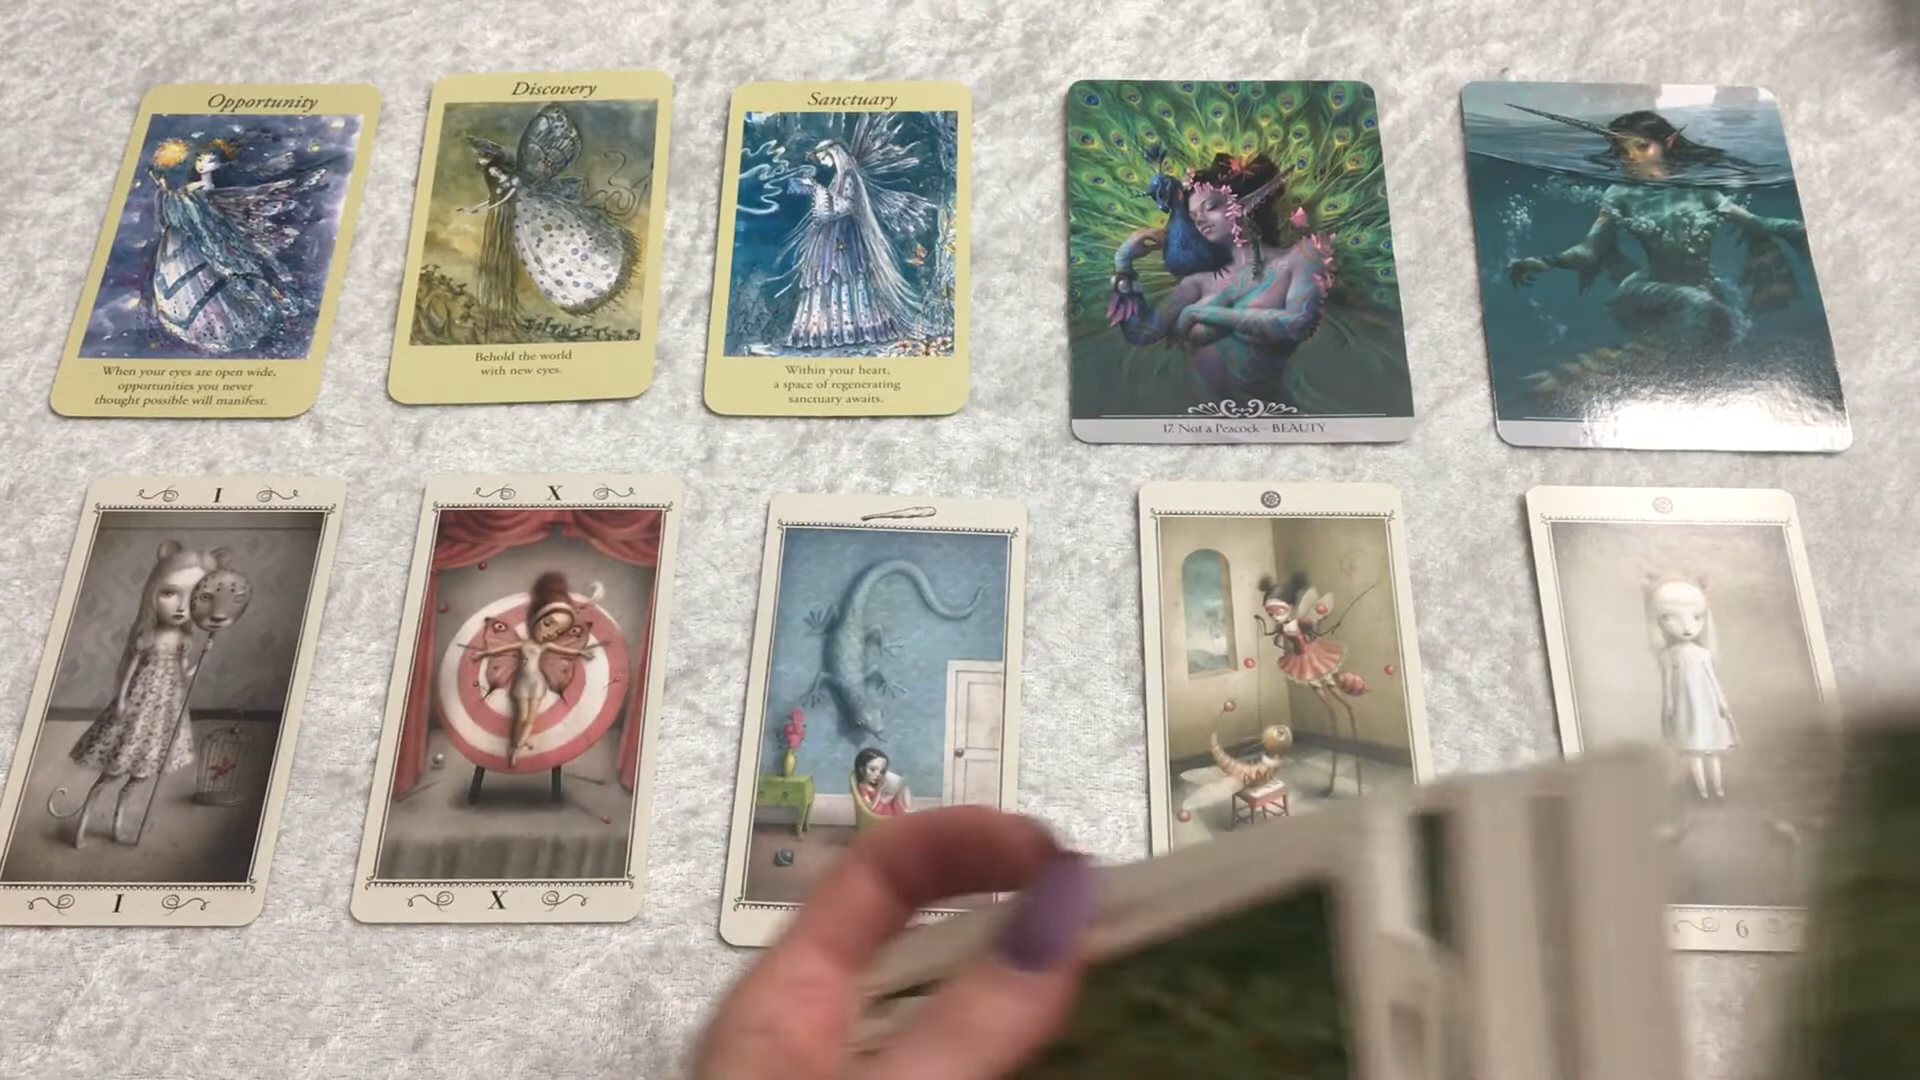 Opportunity
When your eyes are open wide,
opportunities you never
thought possible will manifest.
Discovery
Behold the world
with new eyes.
Sanctuary
Within your heart,
a space of regenerating
sanctuary awaits.
17. Not a Peacock - BEAUTY
I
I
X
X
6